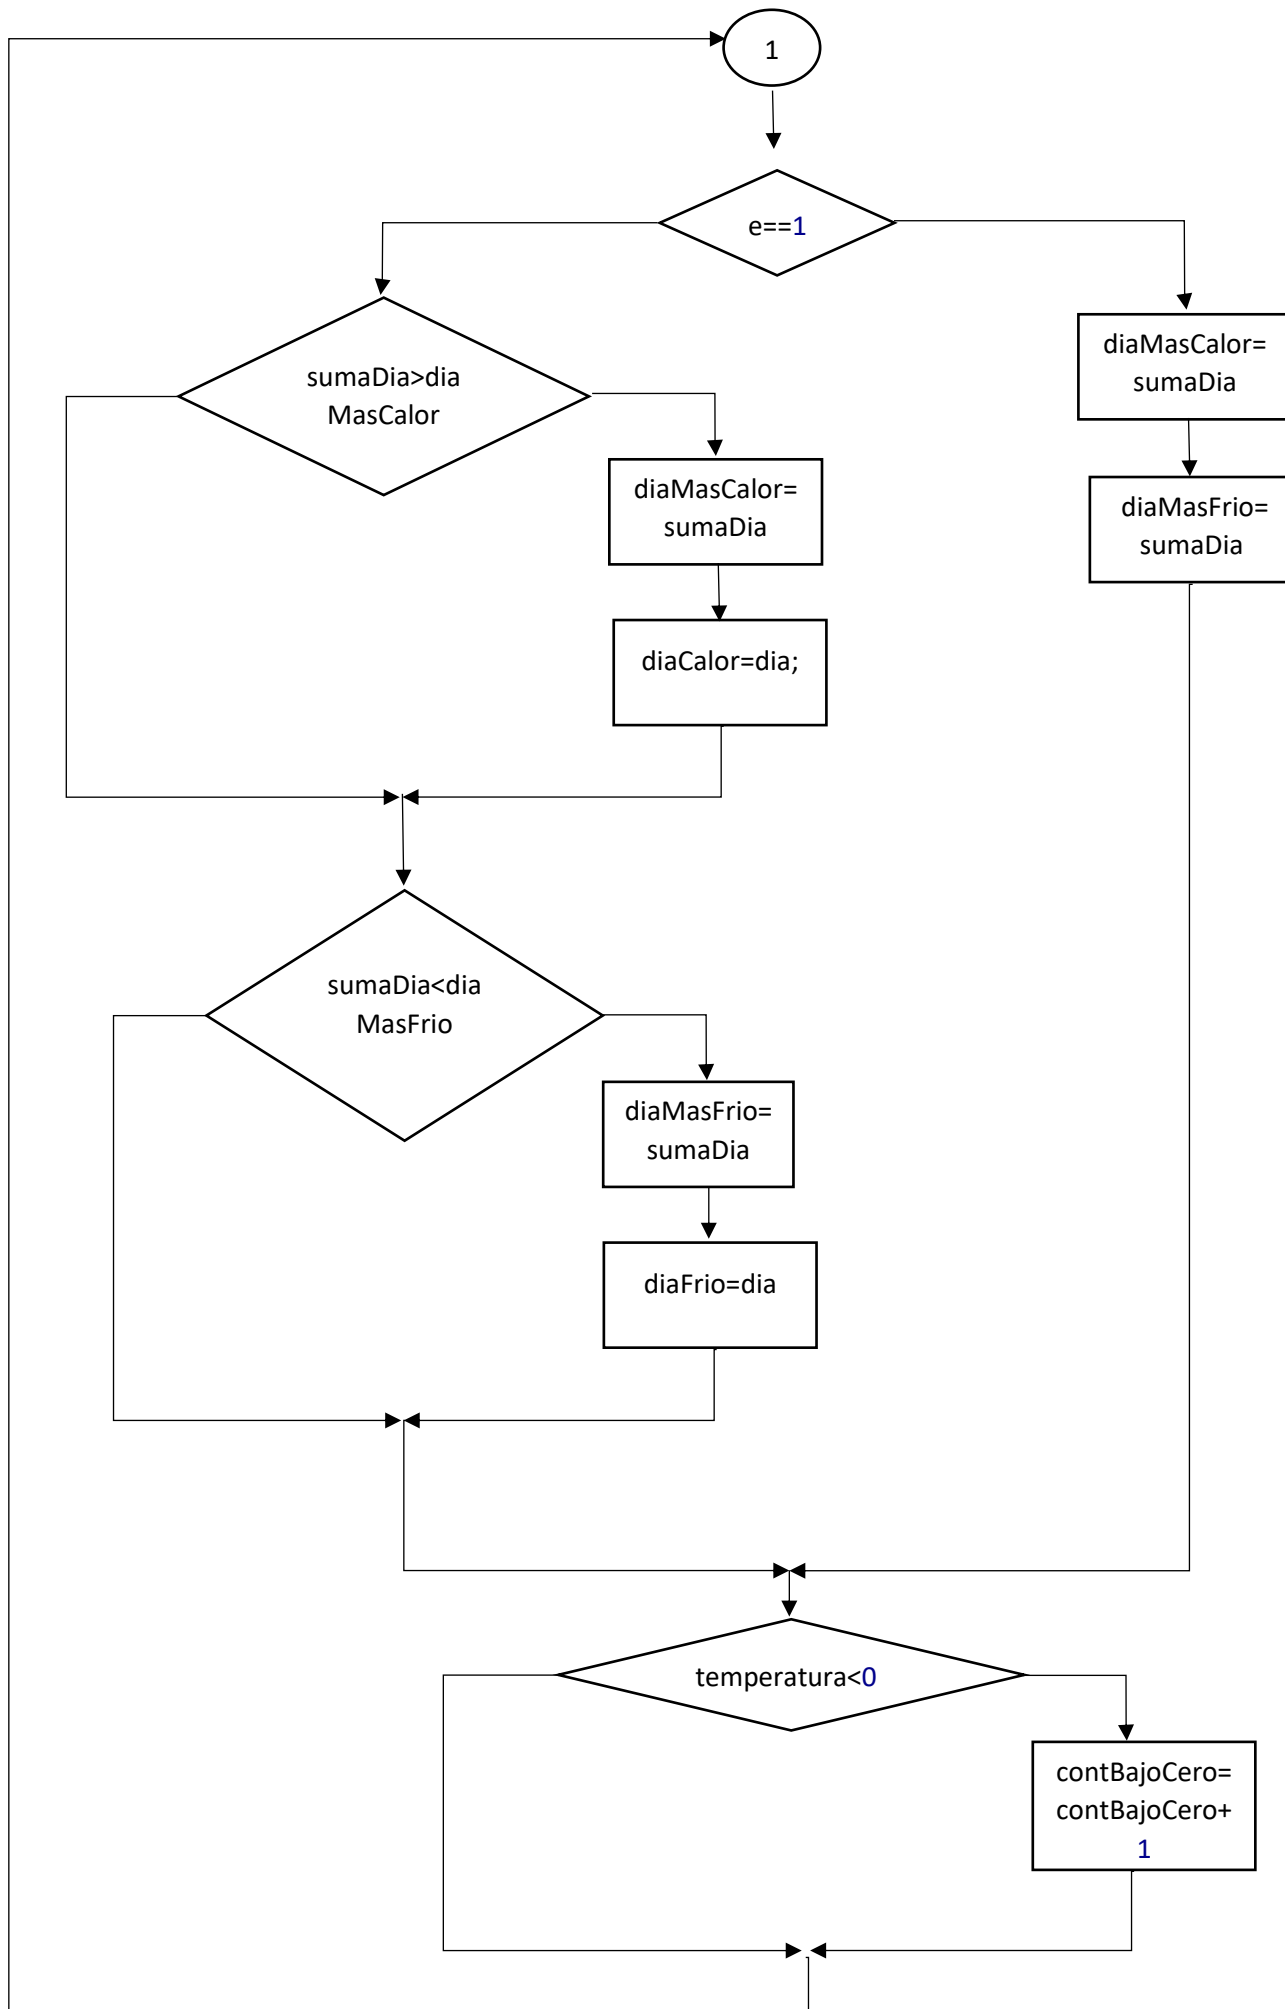 1
e==1
diaMasCalor=
sumaDia
sumaDia>dia
MasCalor
diaMasCalor=
sumaDia
diaMasFrio=
sumaDia
diaCalor=dia;
sumaDia<dia
MasFrio
diaMasFrio=
sumaDia
diaFrio=dia
temperatura<0
contBajoCero=
contBajoCero+
1